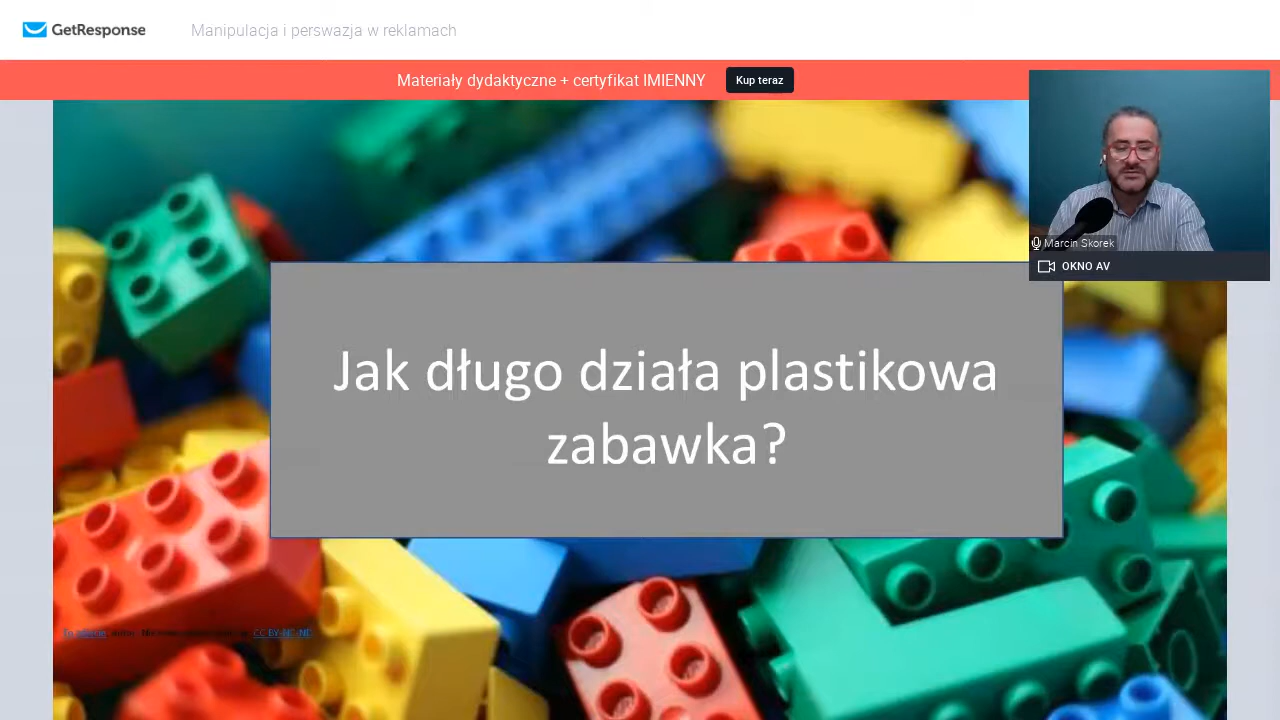 GetResponse
Manipulacja i perswazja w reklamach
Materiały dydaktyczne + certyfikat IMIENNY
Kup teraz
Marcin Skorek
OKNO AV
Jak długo działa plastikowa
zabawka?
CC BY-NC-ND